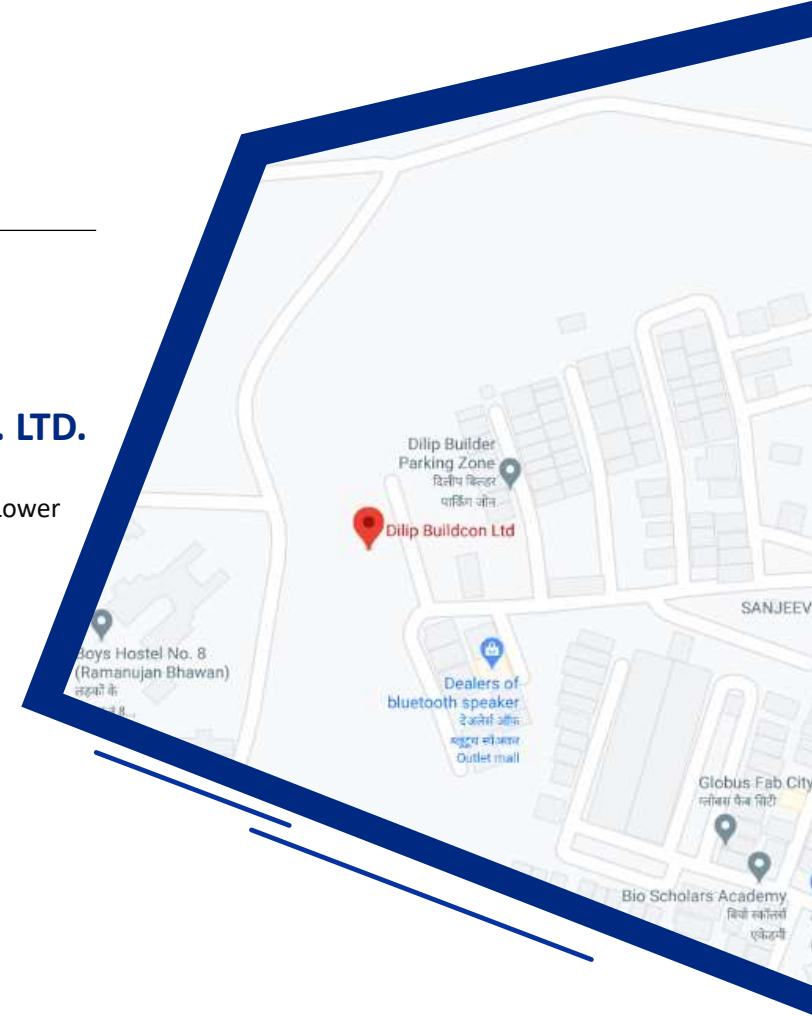 . LTD.
Lower
Dilip Builder
Parking Zone
दिलीप बिल्डर
पार्किंग जोन
Dilip Buildcon Ltd
SANJEEV
Boys Hostel No. 8
(Ramanujan Bhawan)
लड़कों के
Dealers of
bluetooth speaker
देअलेर्स ऑफ
ब्लूटूथ स्पीअकर
Outlet mall
Globus Fab City
ग्लोबस फैब सिटी
Bio Scholars Academy
बियो स्कॉलर्स
एकेडमी